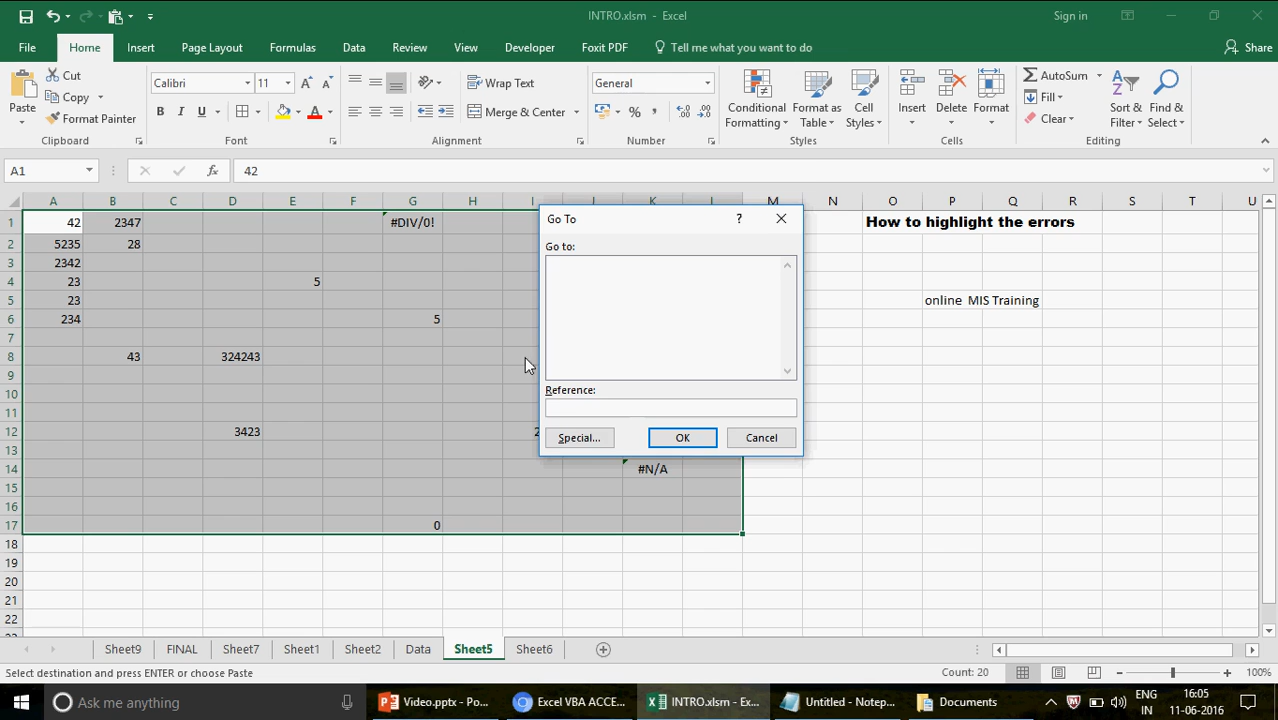 INTRO.xlsm - Excel
Sign in
File Home Insert Page Layout Formulas Data Review View Developer Foxit PDF Tell me what you want to do Share
Paste
Cut
Copy
Format Painter
Clipboard
Calibri 11
B I U
Font
Wrap Text
Merge & Center
Alignment
General
Number
Conditional Formatting
Format as Table
Cell Styles
Styles
Insert Delete Format
Cells
AutoSum
Fill
Clear
Sort & Filter
Find & Select
Editing
A1 fx 42
A B C D E F G H I J K L M N O P Q R S T U
1 42 2347 #DIV/0! How to highlight the errors
2 5235 28
3 2342
4 23 5
5 23 online MIS Training
6 234 5
7
8 43 324243
9
10
11
12 3423 2
13
14 #N/A
15
16
17 0
18
19
20
21
22
Go To
?
Go to:
Reference:
Special... OK Cancel
Sheet9 FINAL Sheet7 Sheet1 Sheet2 Data Sheet5 Sheet6
Select destination and press ENTER or choose Paste Count: 20 100%
Ask me anything
Video.pptx - Po...
Excel VBA ACCE...
INTRO.xlsm - Exc...
Untitled - Notep...
Documents
ENG
IN
16:05
11-06-2016